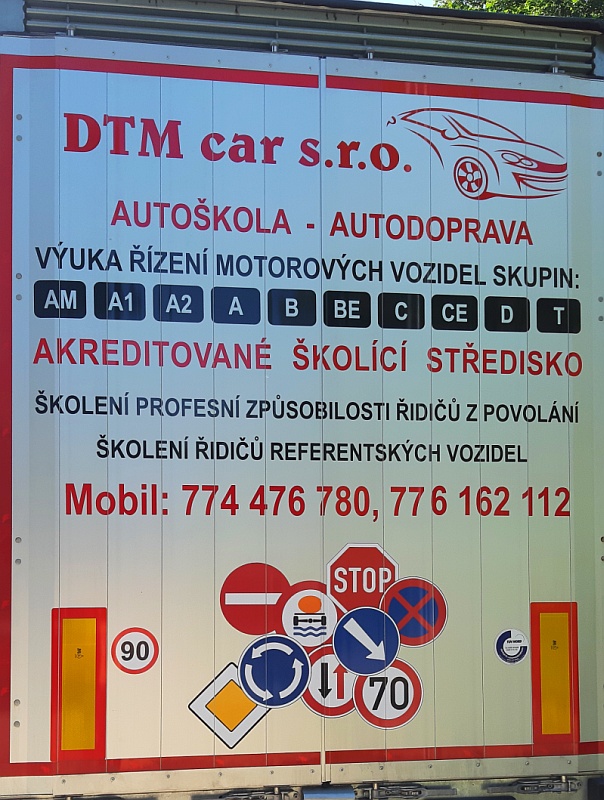 DTM car s.r.o.
AUTOŠKOLA - AUTODOPRAVA
VÝUKA ŘÍZENÍ MOTOROVÝCH VOZIDEL SKUPIN:
AM A1 A2 A B BE C CE D T
AKREDITOVANÉ ŠKOLÍCÍ STŘEDISKO
ŠKOLENÍ PROFESNÍ ZPŮSOBILOSTI ŘIDIČŮ Z POVOLÁNÍ
ŠKOLENÍ ŘIDIČŮ REFERENTSKÝCH VOZIDEL
Mobil: 774 476 780, 776 162 112
STOP
90
70